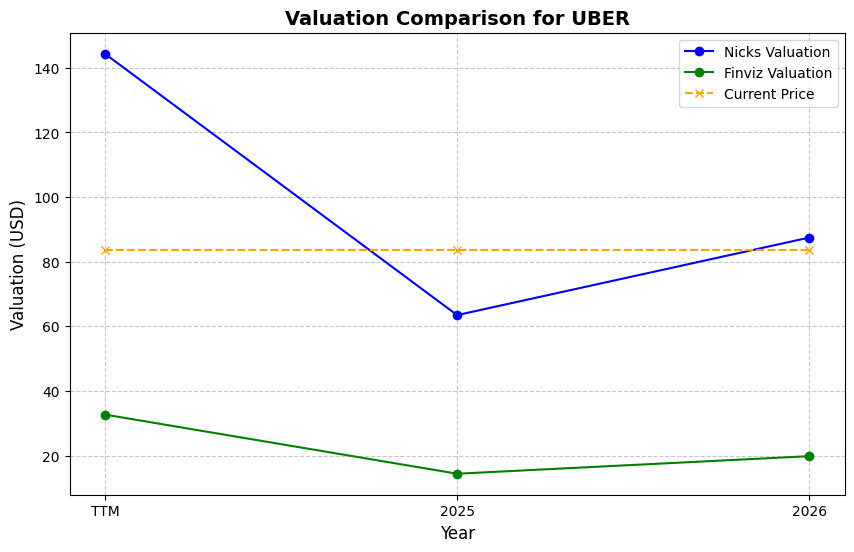 Valuation Comparison for UBER
Nicks Valuation
Finviz Valuation
Current Price
Valuation (USD)
140
120
100
80
60
40
20
TTM
2025
2026
Year